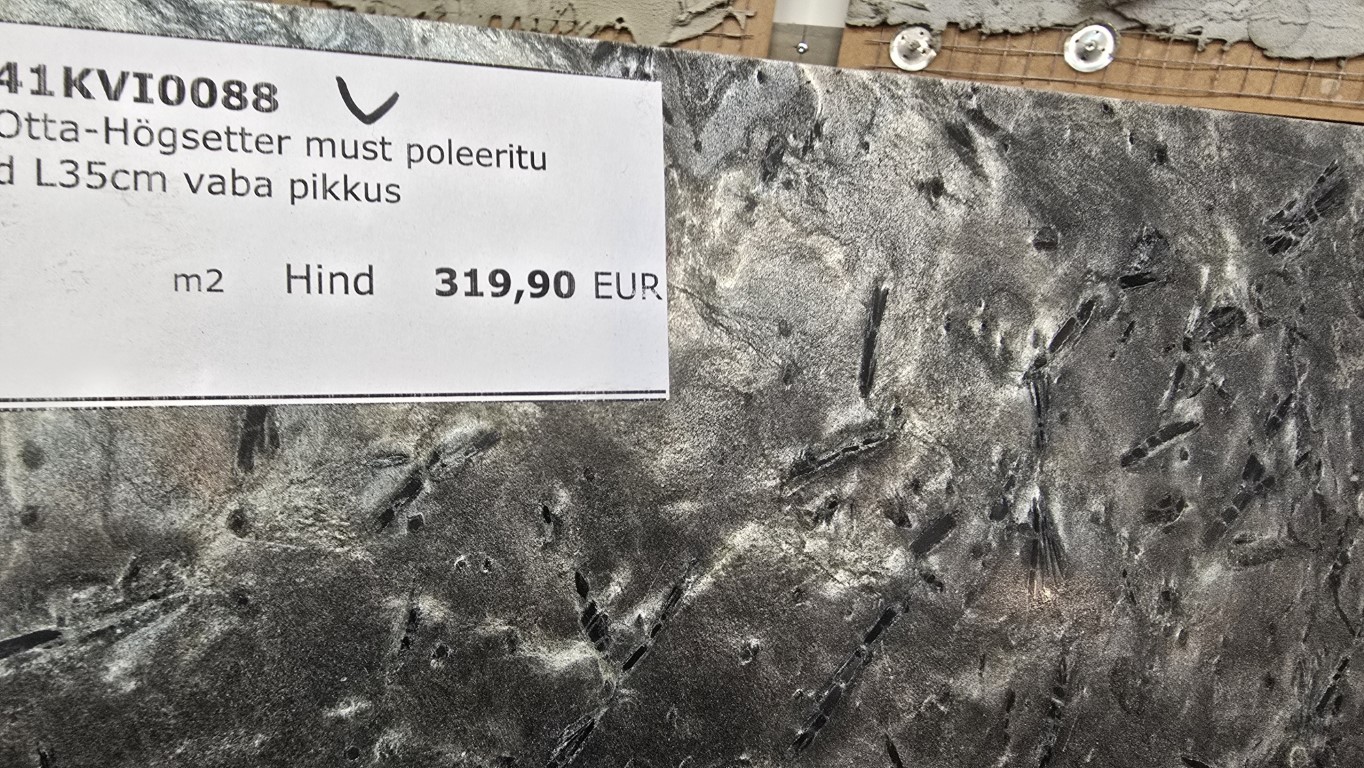 41KVI0088
Otta-Högsetter must poleeritu
d L35cm vaba pikkus
m2 Hind 319,90 EUR